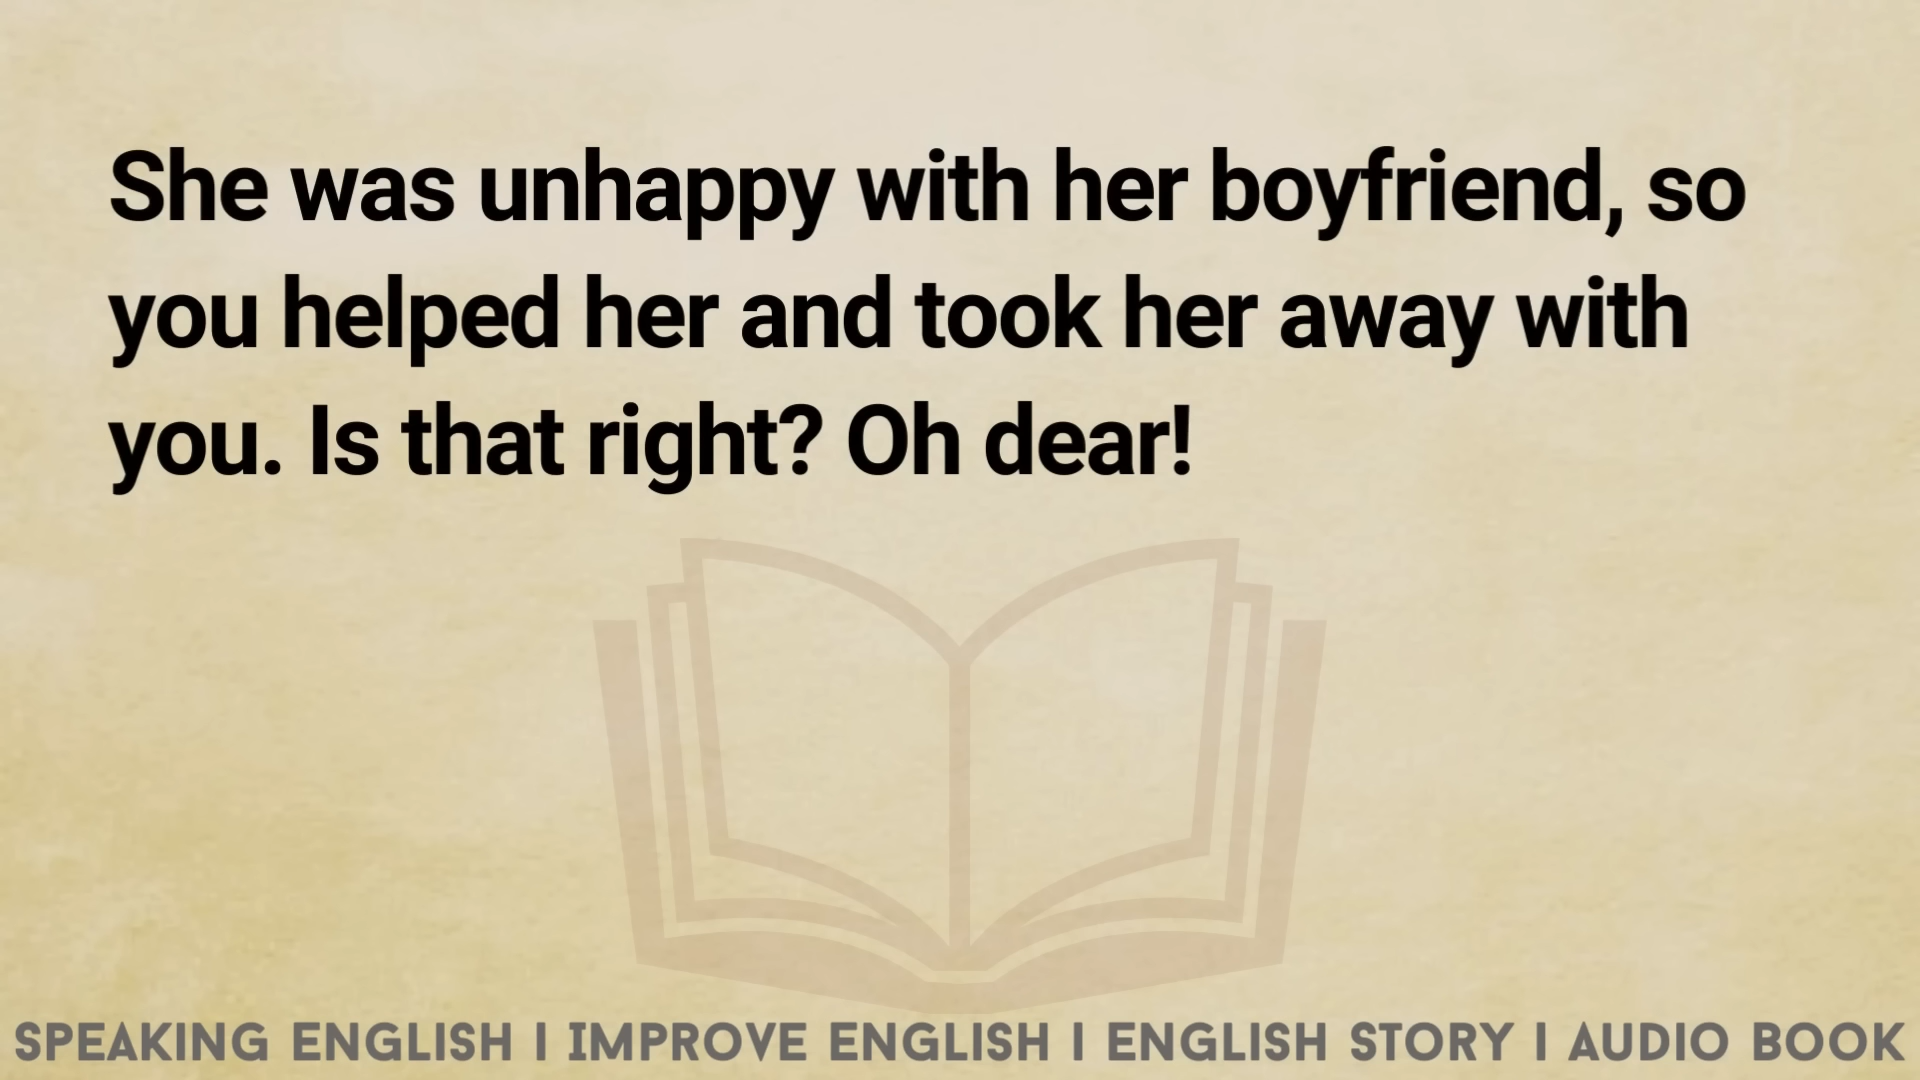 She was unhappy with her boyfriend, so
you helped her and took her away with
you. Is that right? Oh dear!
SPEAKING ENGLISH | IMPROVE ENGLISH | ENGLISH STORY | AUDIO BOOK